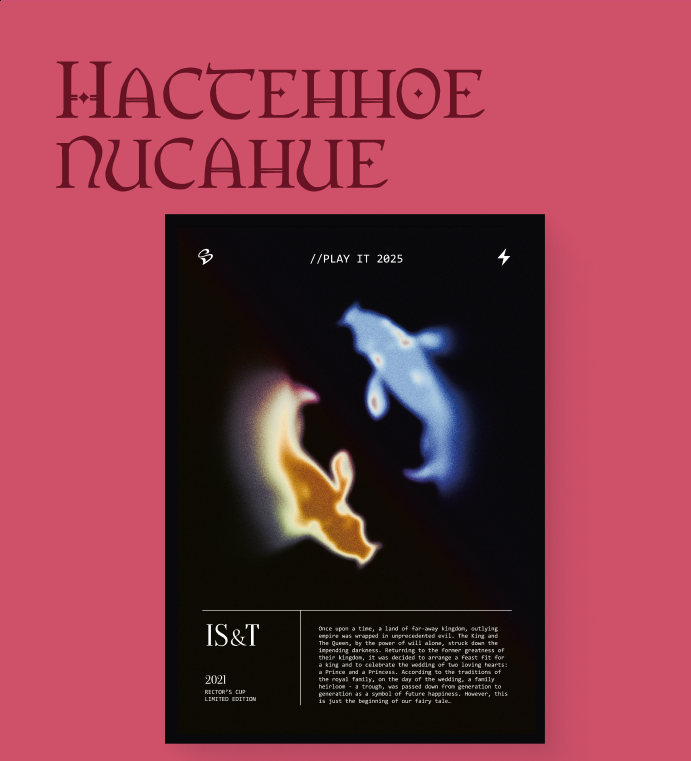 НАСТЕННОЕ
ПИСАНИЕ
//PLAY IT 2025
IS&T
2021
RECTOR'S CUP
LIMITED EDITION
Once upon a time, a land of far-away kingdom, outlying
empire was wrapped in unprecedented evil. The King and
The Queen, by the power of will alone, struck down the
impending darkness. Returning to the former greatness of
their kingdom, it was decided to arrange a feast fit for
a king and to celebrate the wedding of two loving hearts:
a Prince and a Princess. According to the traditions of
the royal family, on the day of the wedding, a family
heirloom - a trough, was passed down from generation to
generation as a symbol of future happiness. However, this
is just the beginning of our fairy tale…